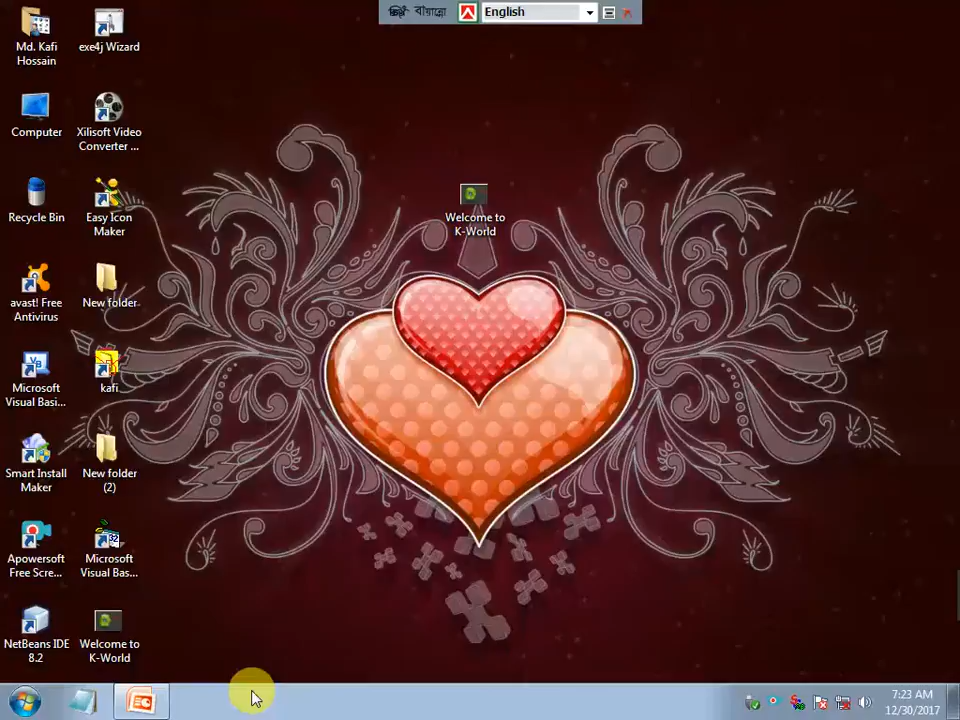 বাংলা English
Md. Kafi
Hossain
exe4j Wizard
Computer
Xilisoft Video
Converter ...
Recycle Bin
Easy Icon
Maker
Welcome to
K-World
avast! Free
Antivirus
New folder
Microsoft
Visual Basi...
kafi
Smart Install
Maker
New folder
(2)
Apowersoft
Free Scre...
Microsoft
Visual Bas...
NetBeans IDE
8.2
Welcome to
K-World
7:23 AM
12/30/2017